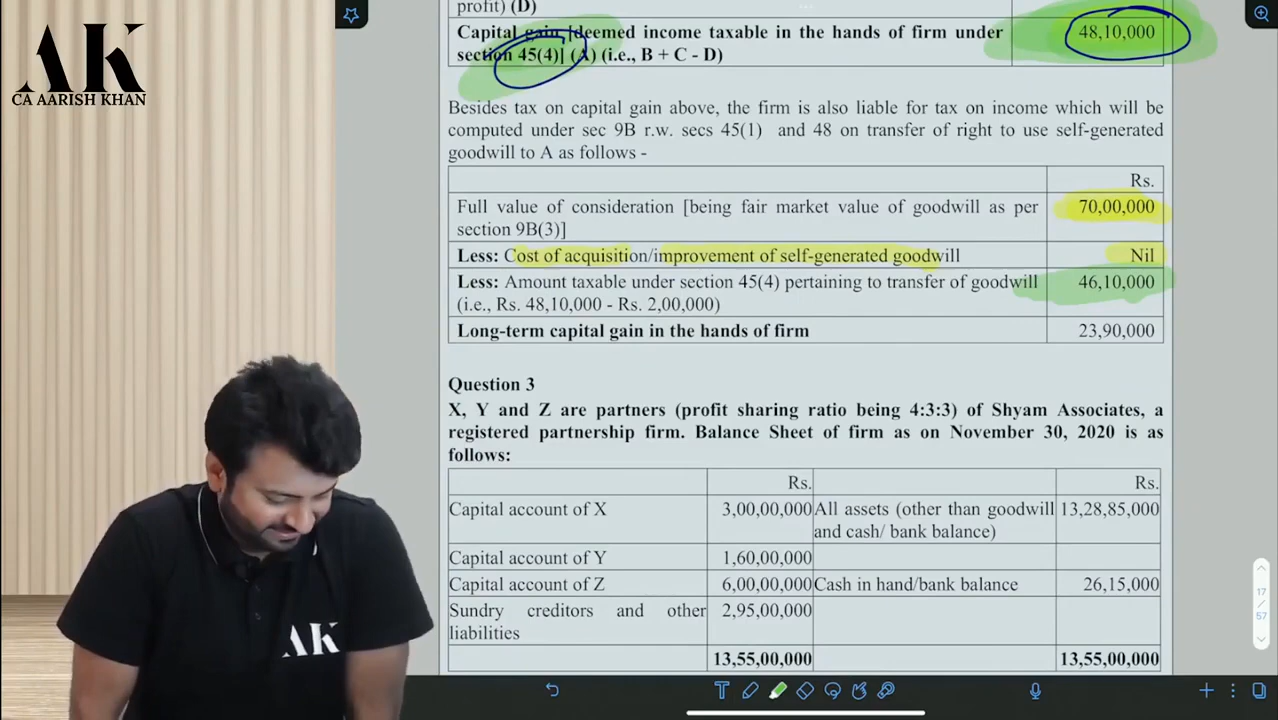 AK
CA AARISH KHAN
profit) (D)
Capital gain [deemed income taxable in the hands of firm under
section 45(4)] (A) (i.e., B + C - D)
48,10,000
Besides tax on capital gain above, the firm is also liable for tax on income which will be
computed under sec 9B r.w. secs 45(1) and 48 on transfer of right to use self-generated
goodwill to A as follows -
Rs.
Full value of consideration [being fair market value of goodwill as per
section 9B(3)]
70,00,000
Less: Cost of acquisition/improvement of self-generated goodwill
Nil
Less: Amount taxable under section 45(4) pertaining to transfer of goodwill
(i.e., Rs. 48,10,000 - Rs. 2,00,000)
46,10,000
Long-term capital gain in the hands of firm
23,90,000
Question 3
X, Y and Z are partners (profit sharing ratio being 4:3:3) of Shyam Associates, a
registered partnership firm. Balance Sheet of firm as on November 30, 2020 is as
follows:
Rs.
Rs.
Capital account of X
3,00,00,000
All assets (other than goodwill
and cash/ bank balance)
13,28,85,000
Capital account of Y
1,60,00,000
Capital account of Z
6,00,00,000
Cash in hand/bank balance
26,15,000
Sundry creditors and other
liabilities
2,95,00,000
13,55,00,000
13,55,00,000
17
/
57
T
AK